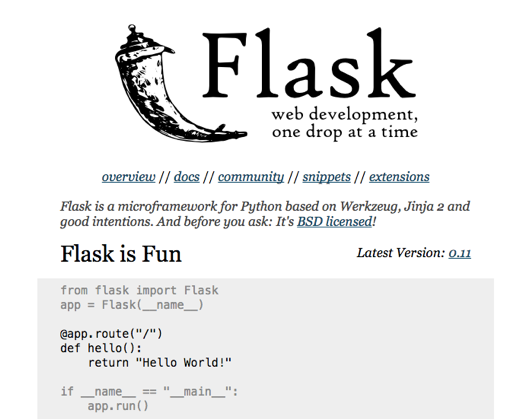 Flask
web development,
one drop at a time
overview // docs // community // snippets // extensions
Flask is a microframework for Python based on Werkzeug, Jinja 2 and
good intentions. And before you ask: It's BSD licensed!
Flask is Fun
Latest Version: 0.11
from flask import Flask
app = Flask(__name__)
@app.route("/")
def hello():
    return "Hello World!"
if __name__ == "__main__":
    app.run()